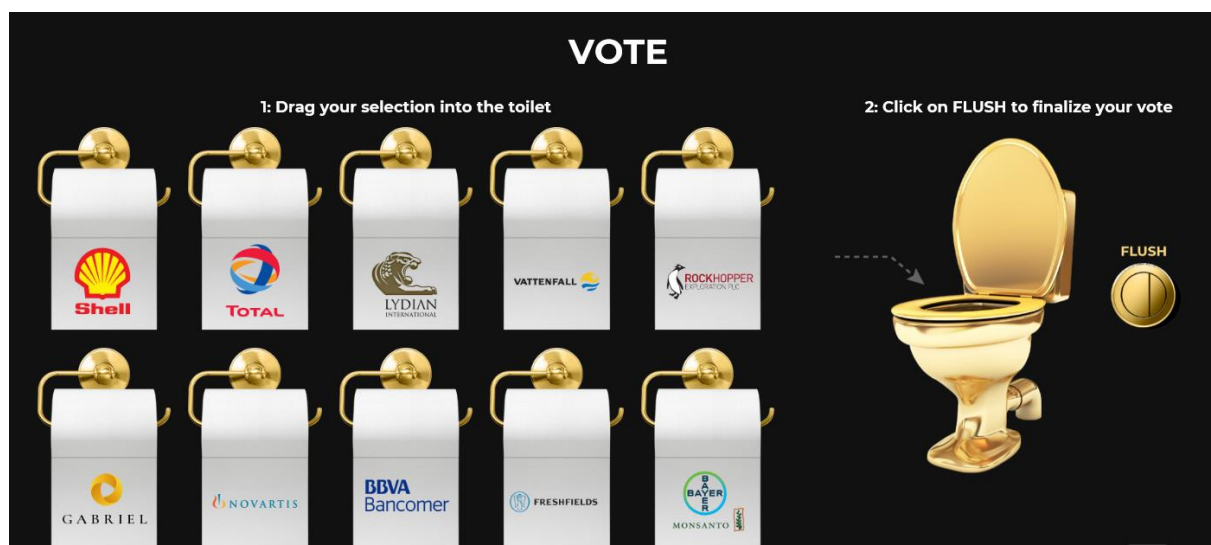 VOTE
1: Drag your selection into the toilet
2: Click on FLUSH to finalize your vote
Shell
TOTAL
LYDIAN
INTERNATIONAL
VATTENFALL
ROCKHOPPER
EXPLORATION PLC
FLUSH
GABRIEL
NOVARTIS
BBVA
Bancomer
FRESHFIELDS
BAYER
BAYER
MONSANTO